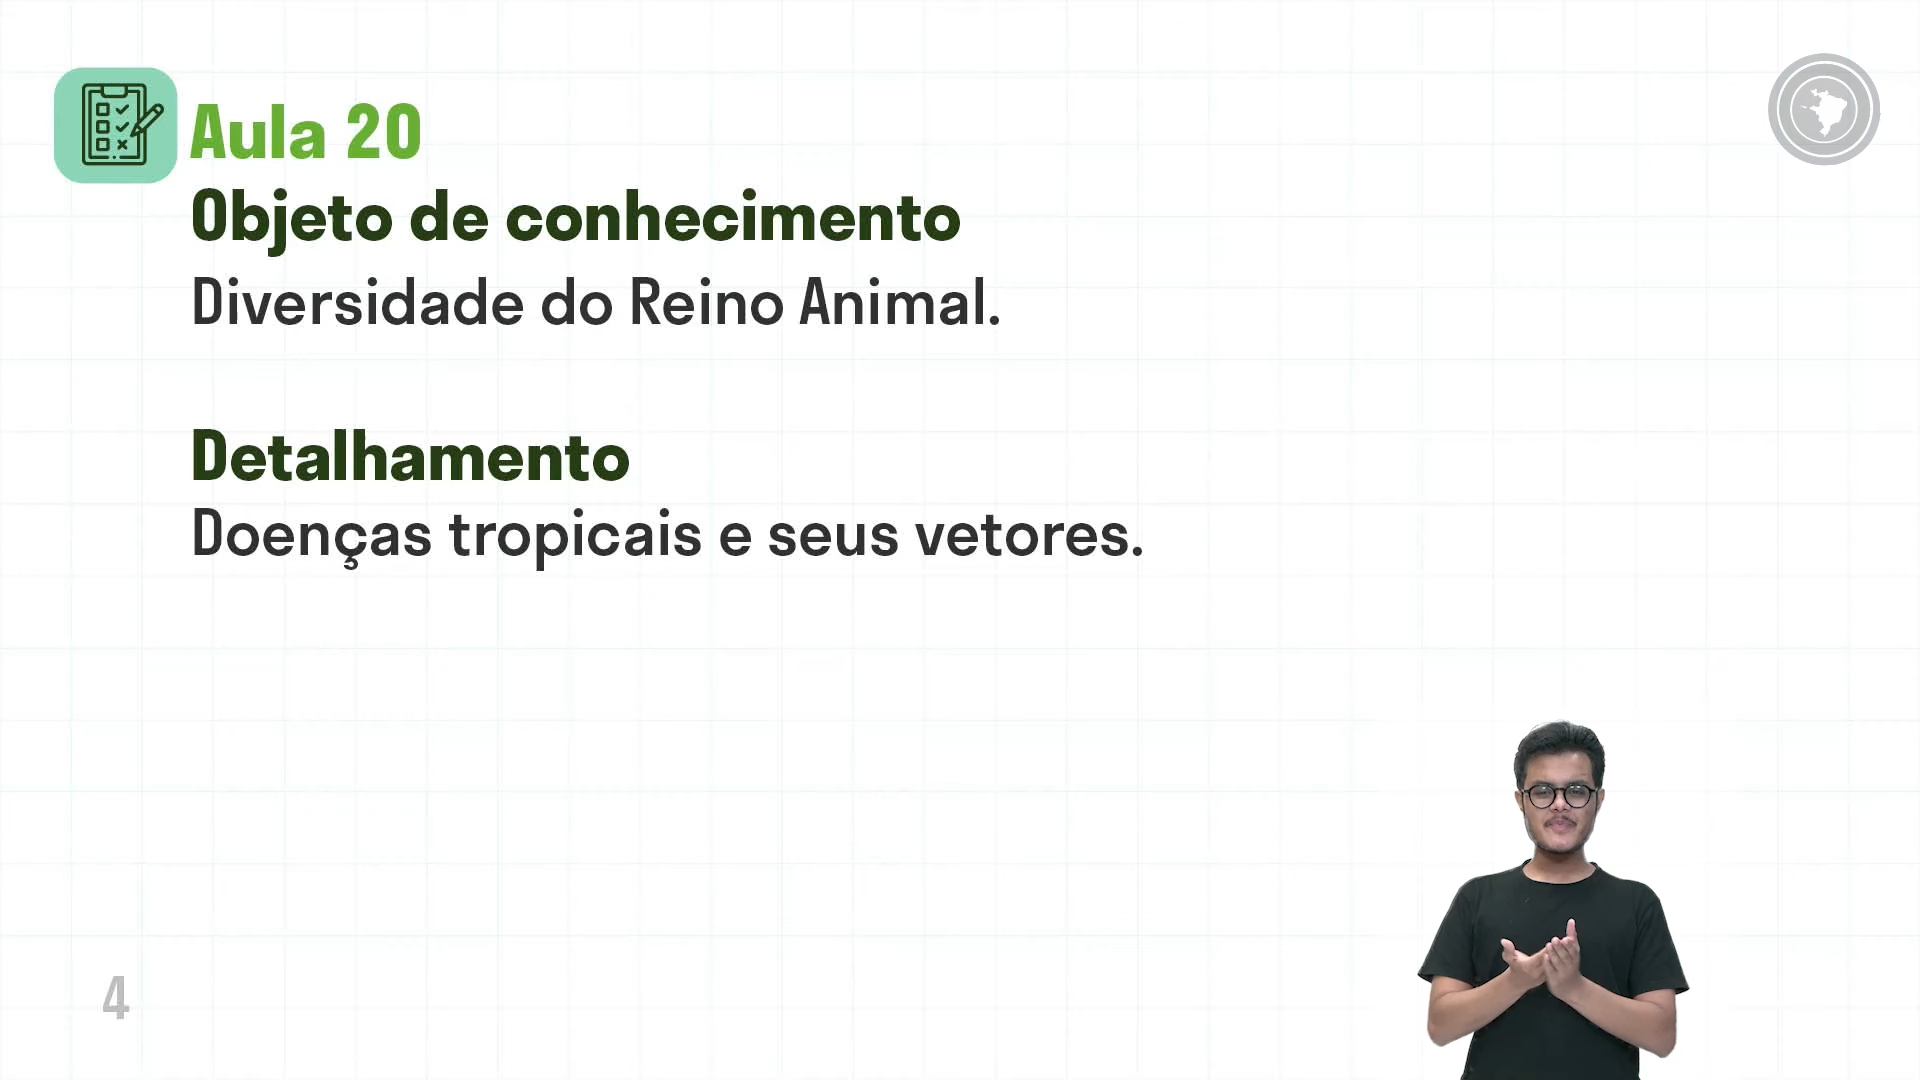 Aula 20
Objeto de conhecimento
Diversidade do Reino Animal.
Detalhamento
Doenças tropicais e seus vetores.
4